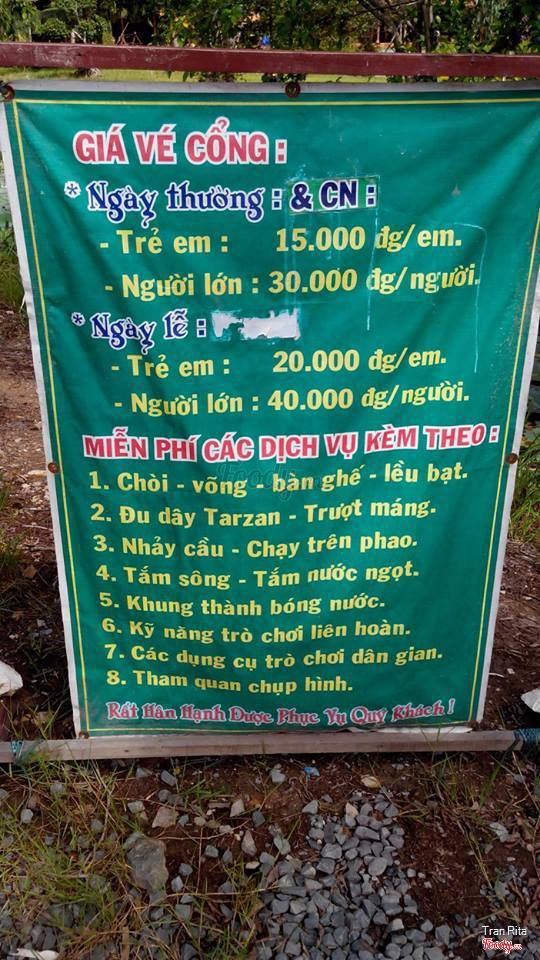 GIÁ VÉ CỔNG :
* Ngày thường : & CN :
- Trẻ em : 15.000 đg/em.
- Người lớn : 30.000 đg/người.
* Ngày lễ :
- Trẻ em : 20.000 đg/em.
- Người lớn : 40.000 đg/người.
MIỄN PHÍ CÁC DỊCH VỤ KÈM THEO :
1. Chòi - võng - bàn ghế - lều bạt.
2. Đu dây Tarzan - Trượt máng.
3. Nhảy cầu - Chạy trên phao.
4. Tắm sông - Tắm nước ngọt.
5. Khung thành bóng nước.
6. Kỹ năng trò chơi liên hoàn.
7. Các dụng cụ trò chơi dân gian.
8. Tham quan chụp hình.
Rất Hân Hạnh Được Phục Vụ Quý Khách !
Tran Rita
Foody.vn